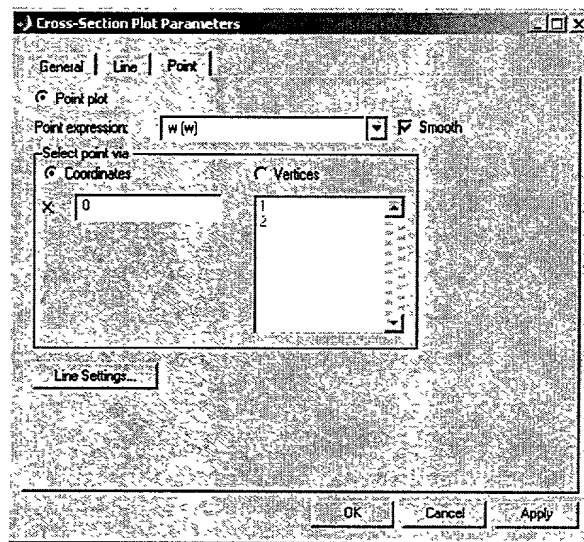 Cross-Section Plot Parameters
General Line Point
Point plot
Point expression: w (w) Smooth
Select point via
Coordinates Vertices
x 0
1
2
Line Settings...
OK Cancel Apply